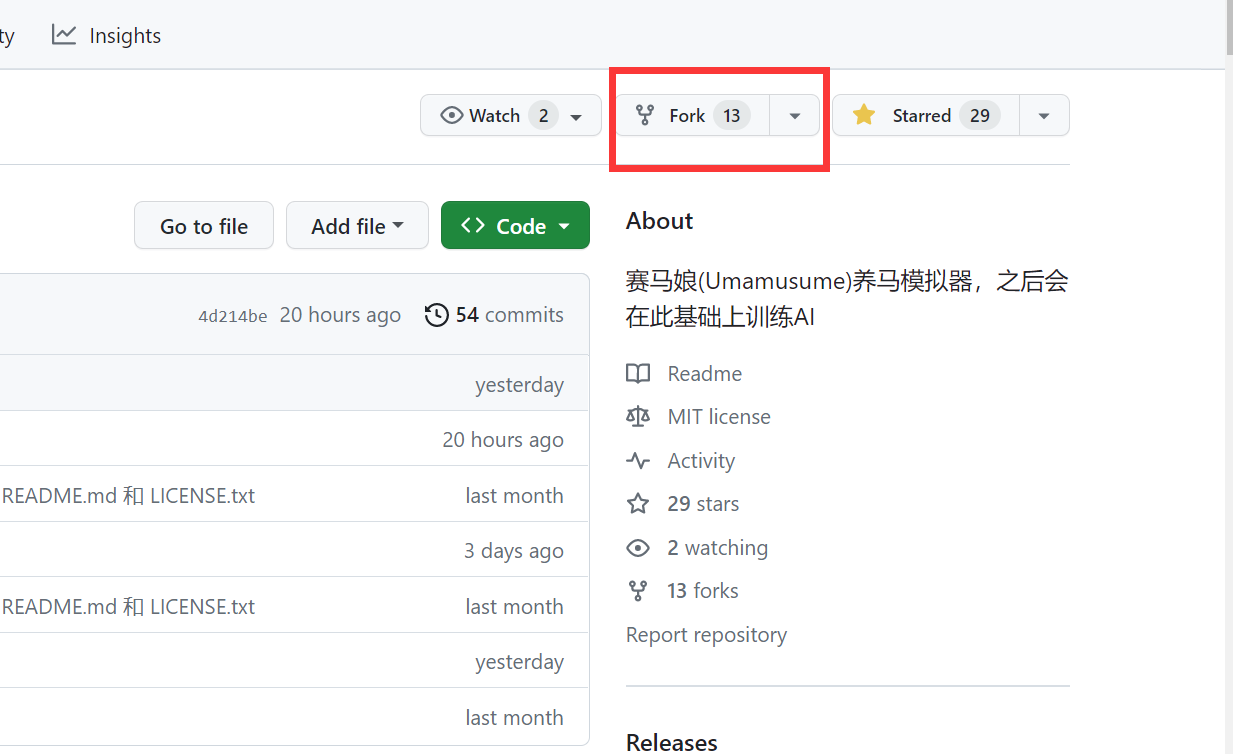 ty Insights
Watch 2 Fork 13 Starred 29
Go to file Add file Code
About
赛马娘(Umamusume)养马模拟器，之后会
在此基础上训练AI
4d214be 20 hours ago 54 commits
yesterday
20 hours ago
README.md 和 LICENSE.txt last month
3 days ago
README.md 和 LICENSE.txt last month
yesterday
last month
Readme
MIT license
Activity
29 stars
2 watching
13 forks
Report repository
Releases